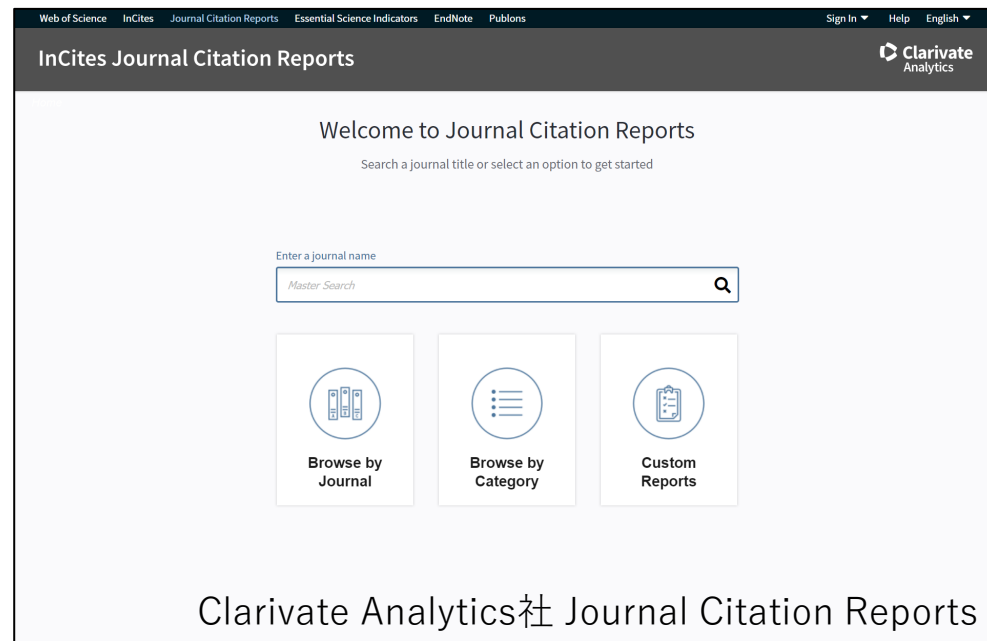 Web of Science InCites Journal Citation Reports Essential Science Indicators EndNote Publons Sign In Help English
InCites Journal Citation Reports
Clarivate
Analytics
Welcome to Journal Citation Reports
Search a journal title or select an option to get started
Enter a journal name
Master Search
Browse by
Journal
Browse by
Category
Custom
Reports
Clarivate Analytics社 Journal Citation Reports